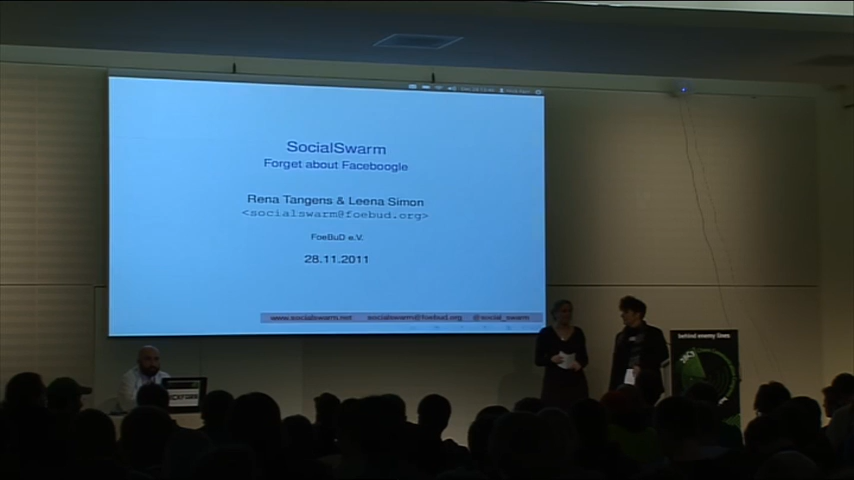 SocialSwarm
Forget about Faceboogle
Rena Tangens & Leena Simon
<socialswarm@foebud.org>
FoeBuD e.V.
28.11.2011
www.socialswarm.net socialswarm@foebud.org @social_swarm
behind enemy lines